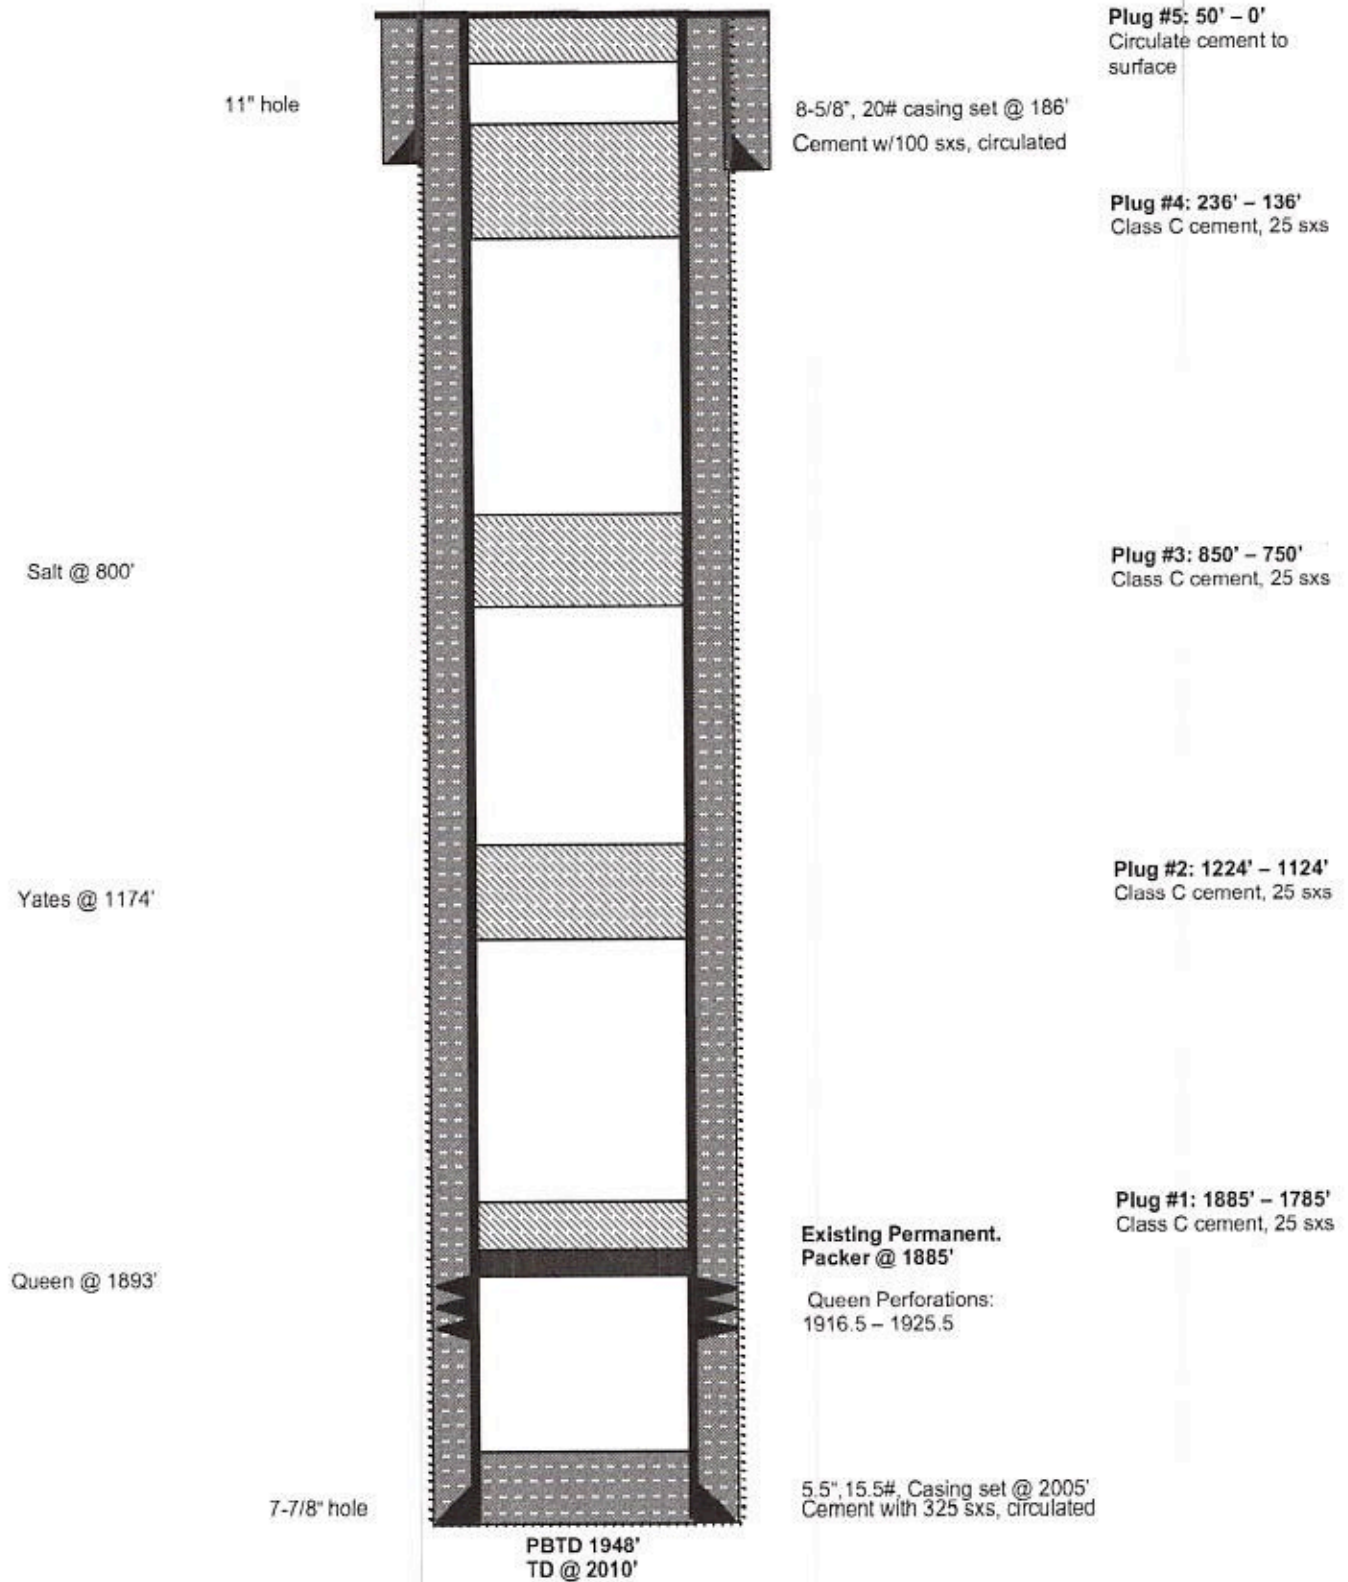 Plug #5: 50' – 0'
Circulate cement to
surface
11" hole
8-5/8", 20# casing set @ 186'
Cement w/100 sxs, circulated
Plug #4: 236' – 136'
Class C cement, 25 sxs
Salt @ 800'
Plug #3: 850' – 750'
Class C cement, 25 sxs
Yates @ 1174'
Plug #2: 1224' – 1124'
Class C cement, 25 sxs
Plug #1: 1885' – 1785'
Class C cement, 25 sxs
Existing Permanent.
Packer @ 1885'
Queen @ 1893'
Queen Perforations:
1916.5 – 1925.5
7-7/8" hole
5.5", 15.5#, Casing set @ 2005'
Cement with 325 sxs, circulated
PBTD 1948'
TD @ 2010'